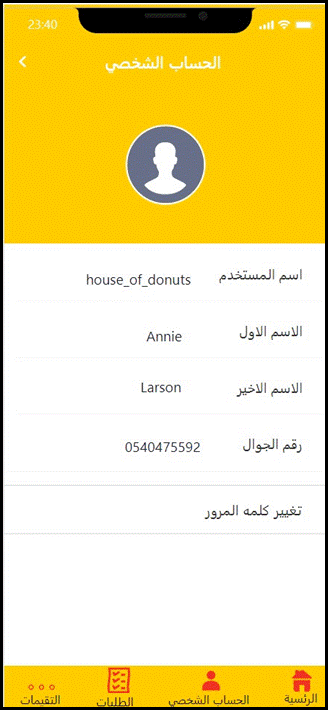 23:40
الحساب الشخصي
اسم المستخدم house_of_donuts
الاسم الاول Annie
الاسم الاخير Larson
رقم الجوال 0540475592
تغيير كلمه المرور
الرئسية الحساب الشخصي الطلبات التقيمات